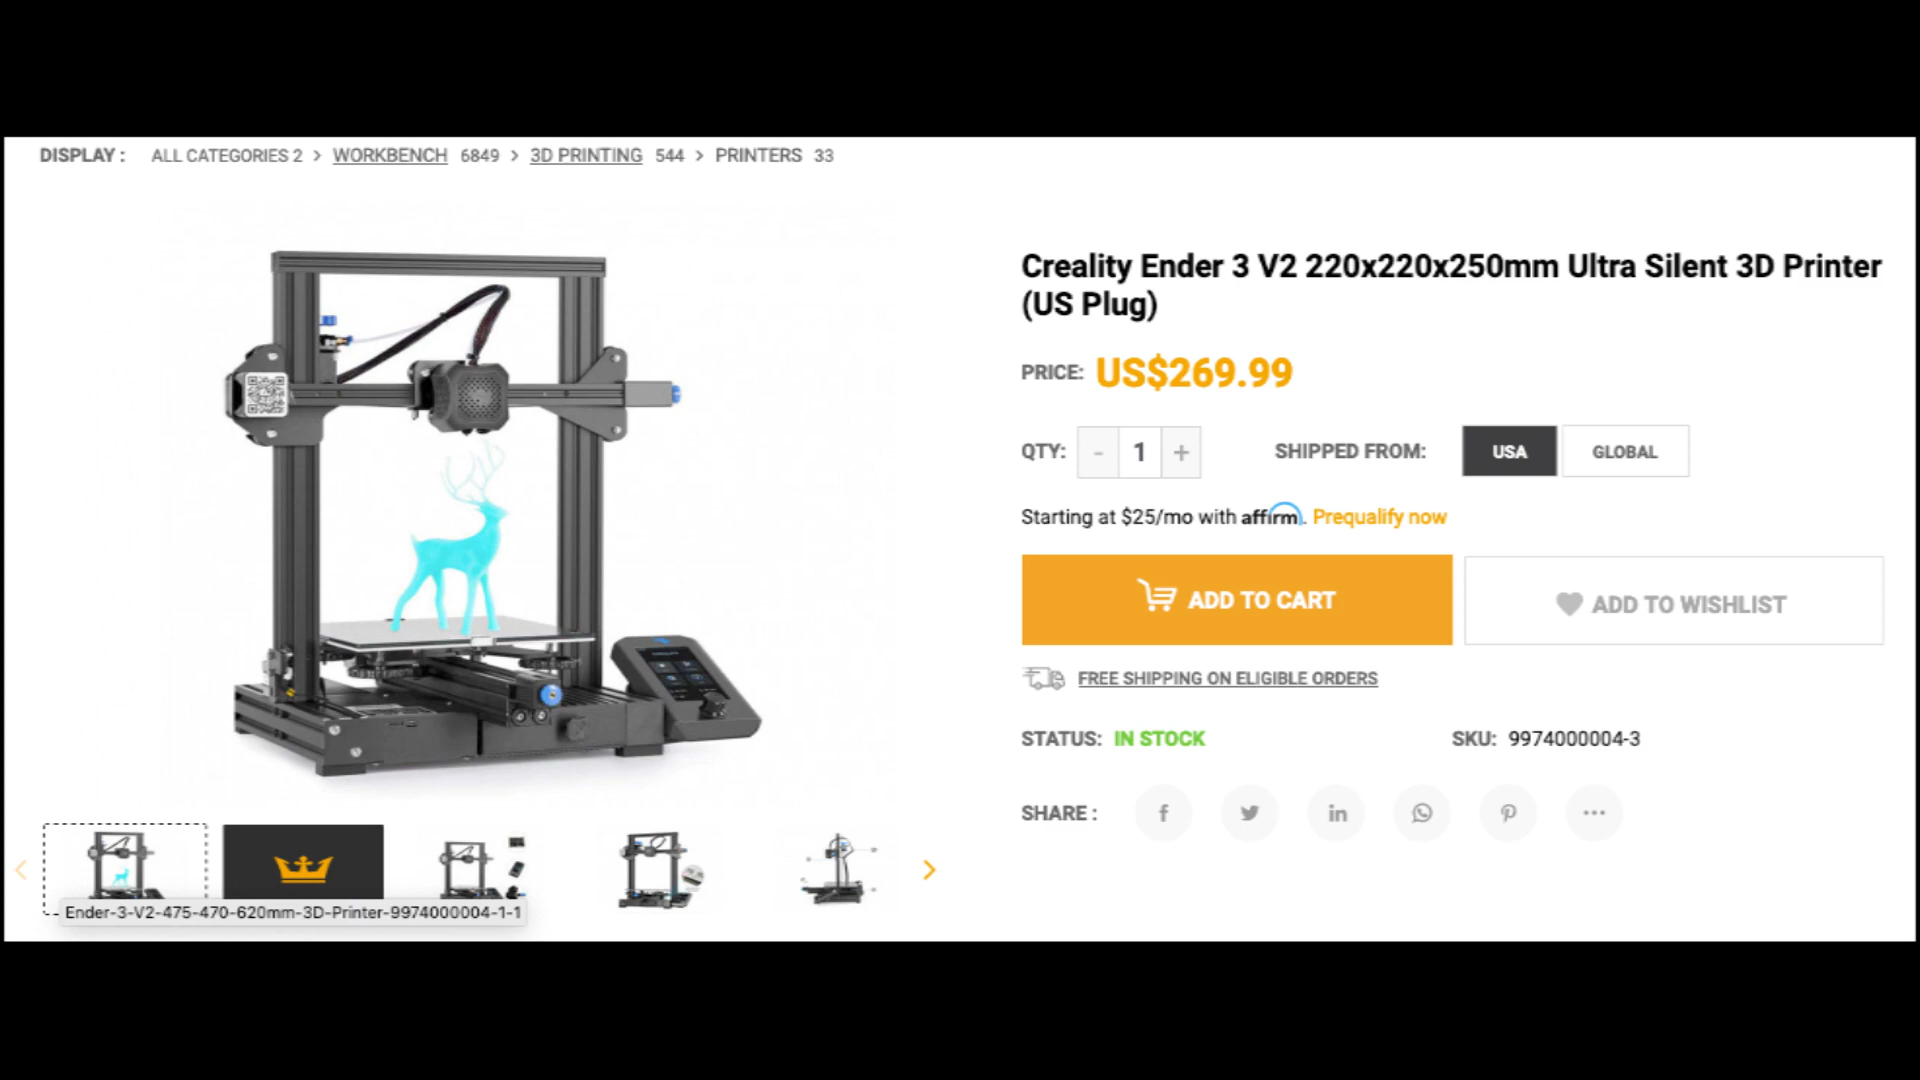 DISPLAY : ALL CATEGORIES 2 > WORKBENCH 6849 > 3D PRINTING 544 > PRINTERS 33
Creality Ender 3 V2 220x220x250mm Ultra Silent 3D Printer
(US Plug)
PRICE: US$269.99
QTY: - 1 + SHIPPED FROM: USA GLOBAL
Starting at $25/mo with affirm. Prequalify now
ADD TO CART ADD TO WISHLIST
FREE SHIPPING ON ELIGIBLE ORDERS
STATUS: IN STOCK SKU: 9974000004-3
SHARE :
Ender-3-V2-475-470-620mm-3D-Printer-9974000004-1-1